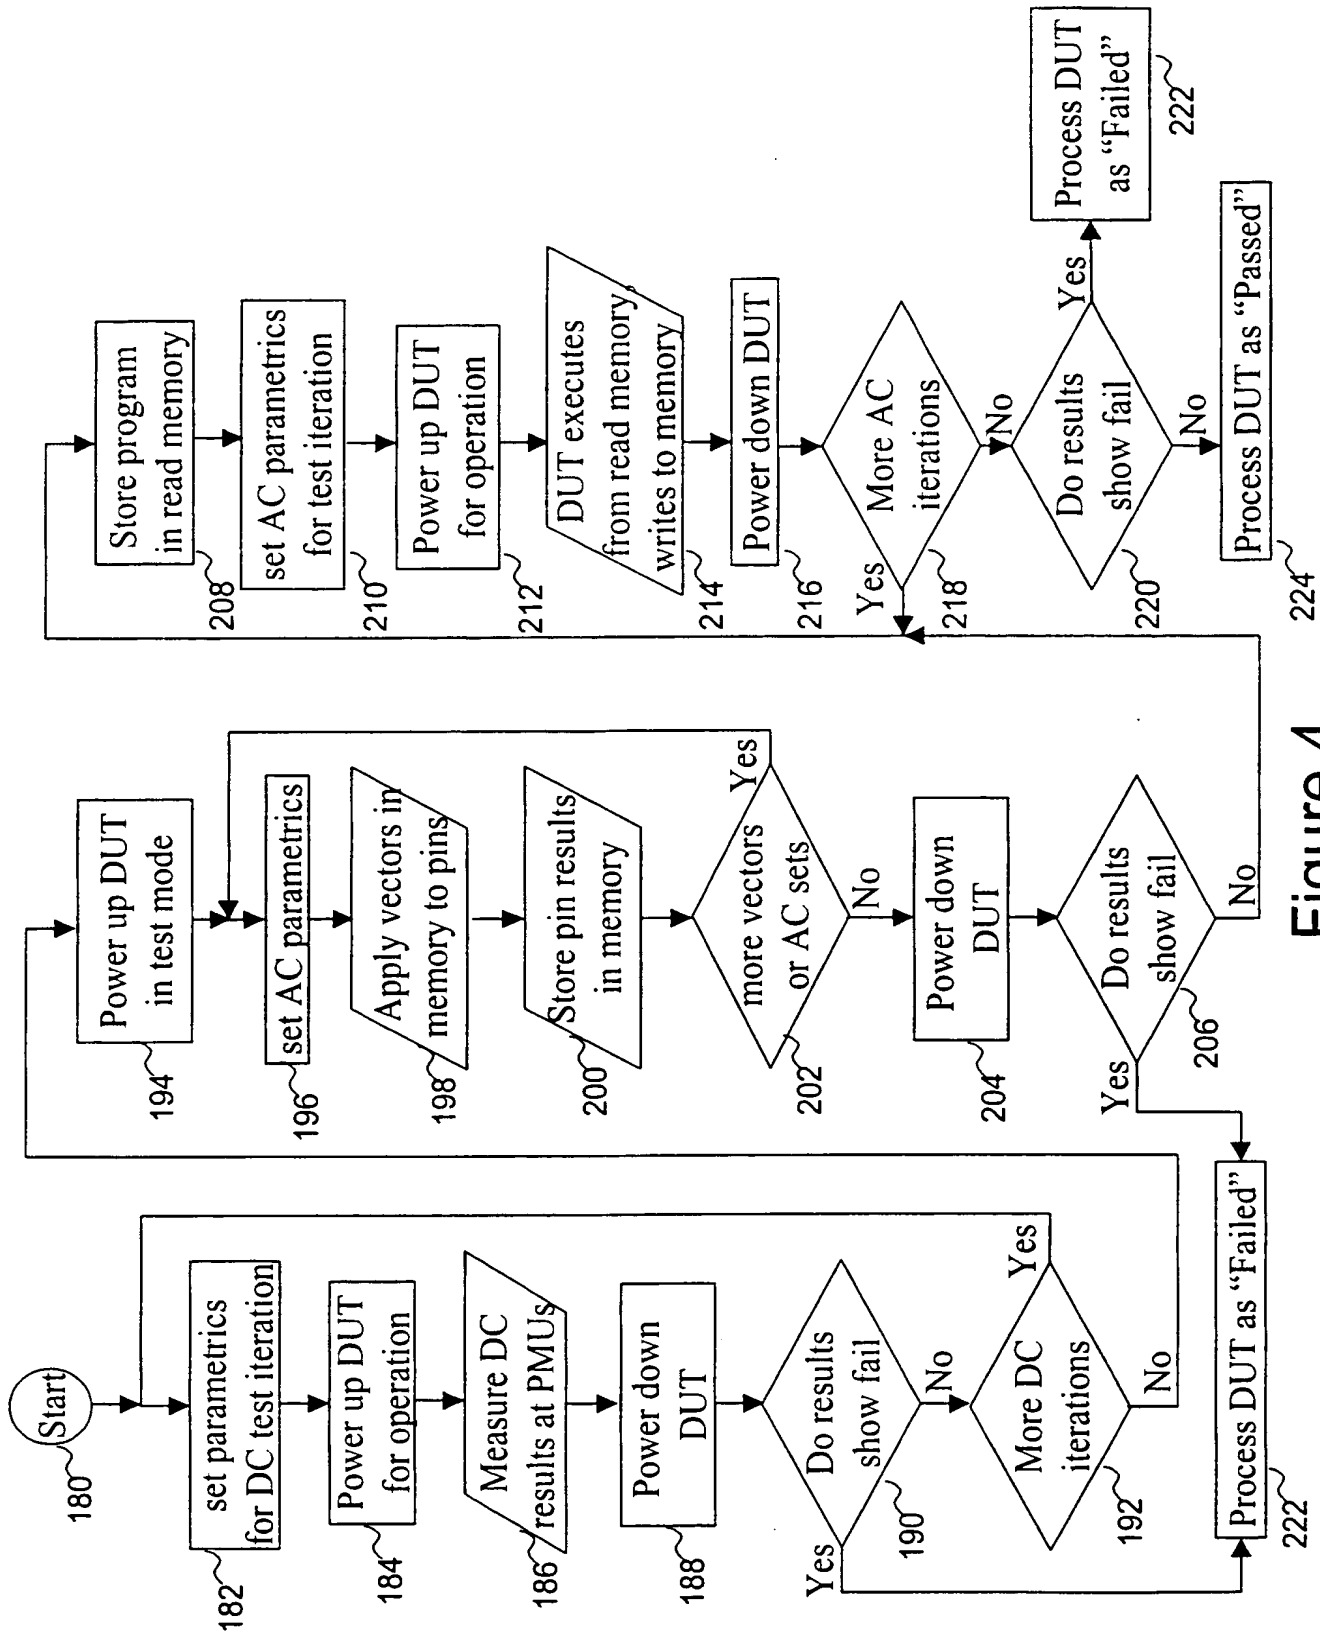 Start
180
set parametrics
for DC test iteration
182
Power up DUT
for operation
184
Measure DC
results at PMUs
186
Power down
DUT
188
Do results
show fail
190
Yes
No
More DC
iterations
192
Yes
No
Process DUT as “Failed”
222
Power up DUT
in test mode
194
set AC parametrics
196
Apply vectors in
memory to pins
198
Store pin results
in memory
200
more vectors
or AC sets
202
Yes
No
Power down
DUT
204
Do results
show fail
206
Yes
No
Store program
in read memory
208
set AC parametrics
for test iteration
210
Power up DUT
for operation
212
DUT executes
from read memory,
writes to memory
214
Power down DUT
216
More AC
iterations
218
Yes
No
Do results
show fail
220
Yes
No
Process DUT
as “Failed”
222
Process DUT as “Passed”
224
Figure 4